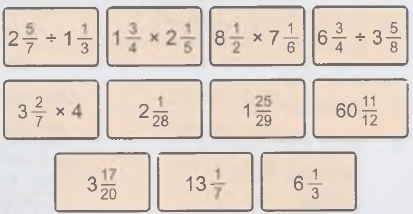 2 5/7 ÷ 1 1/3 1 3/4 × 2 1/5 8 1/2 × 7 1/6 6 3/4 ÷ 3 5/8
3 2/7 × 4 2 1/28 1 25/29 60 11/12
3 17/20 13 1/7 6 1/3